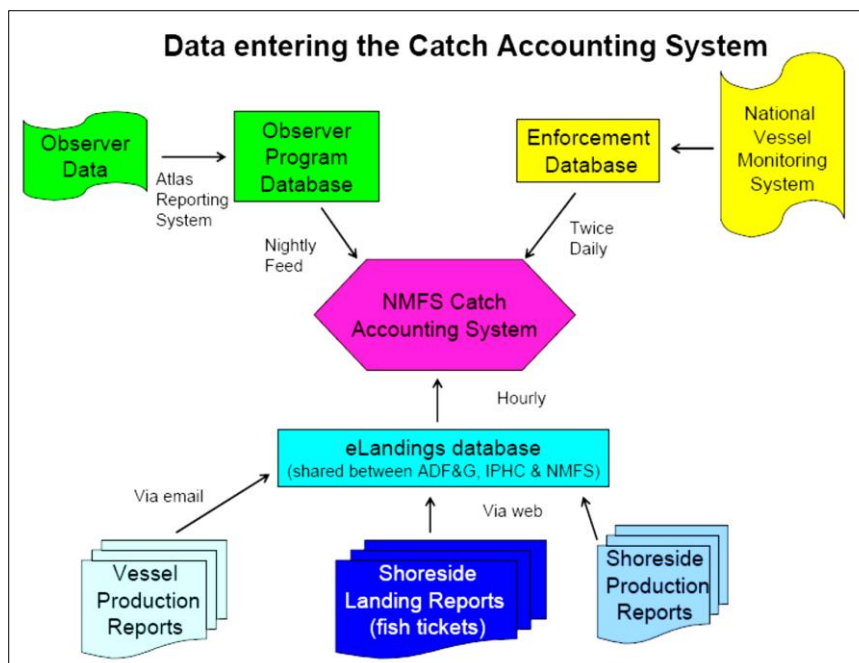 Data entering the Catch Accounting System
Observer
Data
Atlas
Reporting
System
Observer
Program
Database
Enforcement
Database
National
Vessel
Monitoring
System
Nightly
Feed
Twice
Daily
NMFS Catch
Accounting System
Hourly
eLandings database
(shared between ADF&G, IPHC & NMFS)
Via email
Via web
Vessel
Production
Reports
Shoreside
Landing Reports
(fish tickets)
Shoreside
Production
Reports